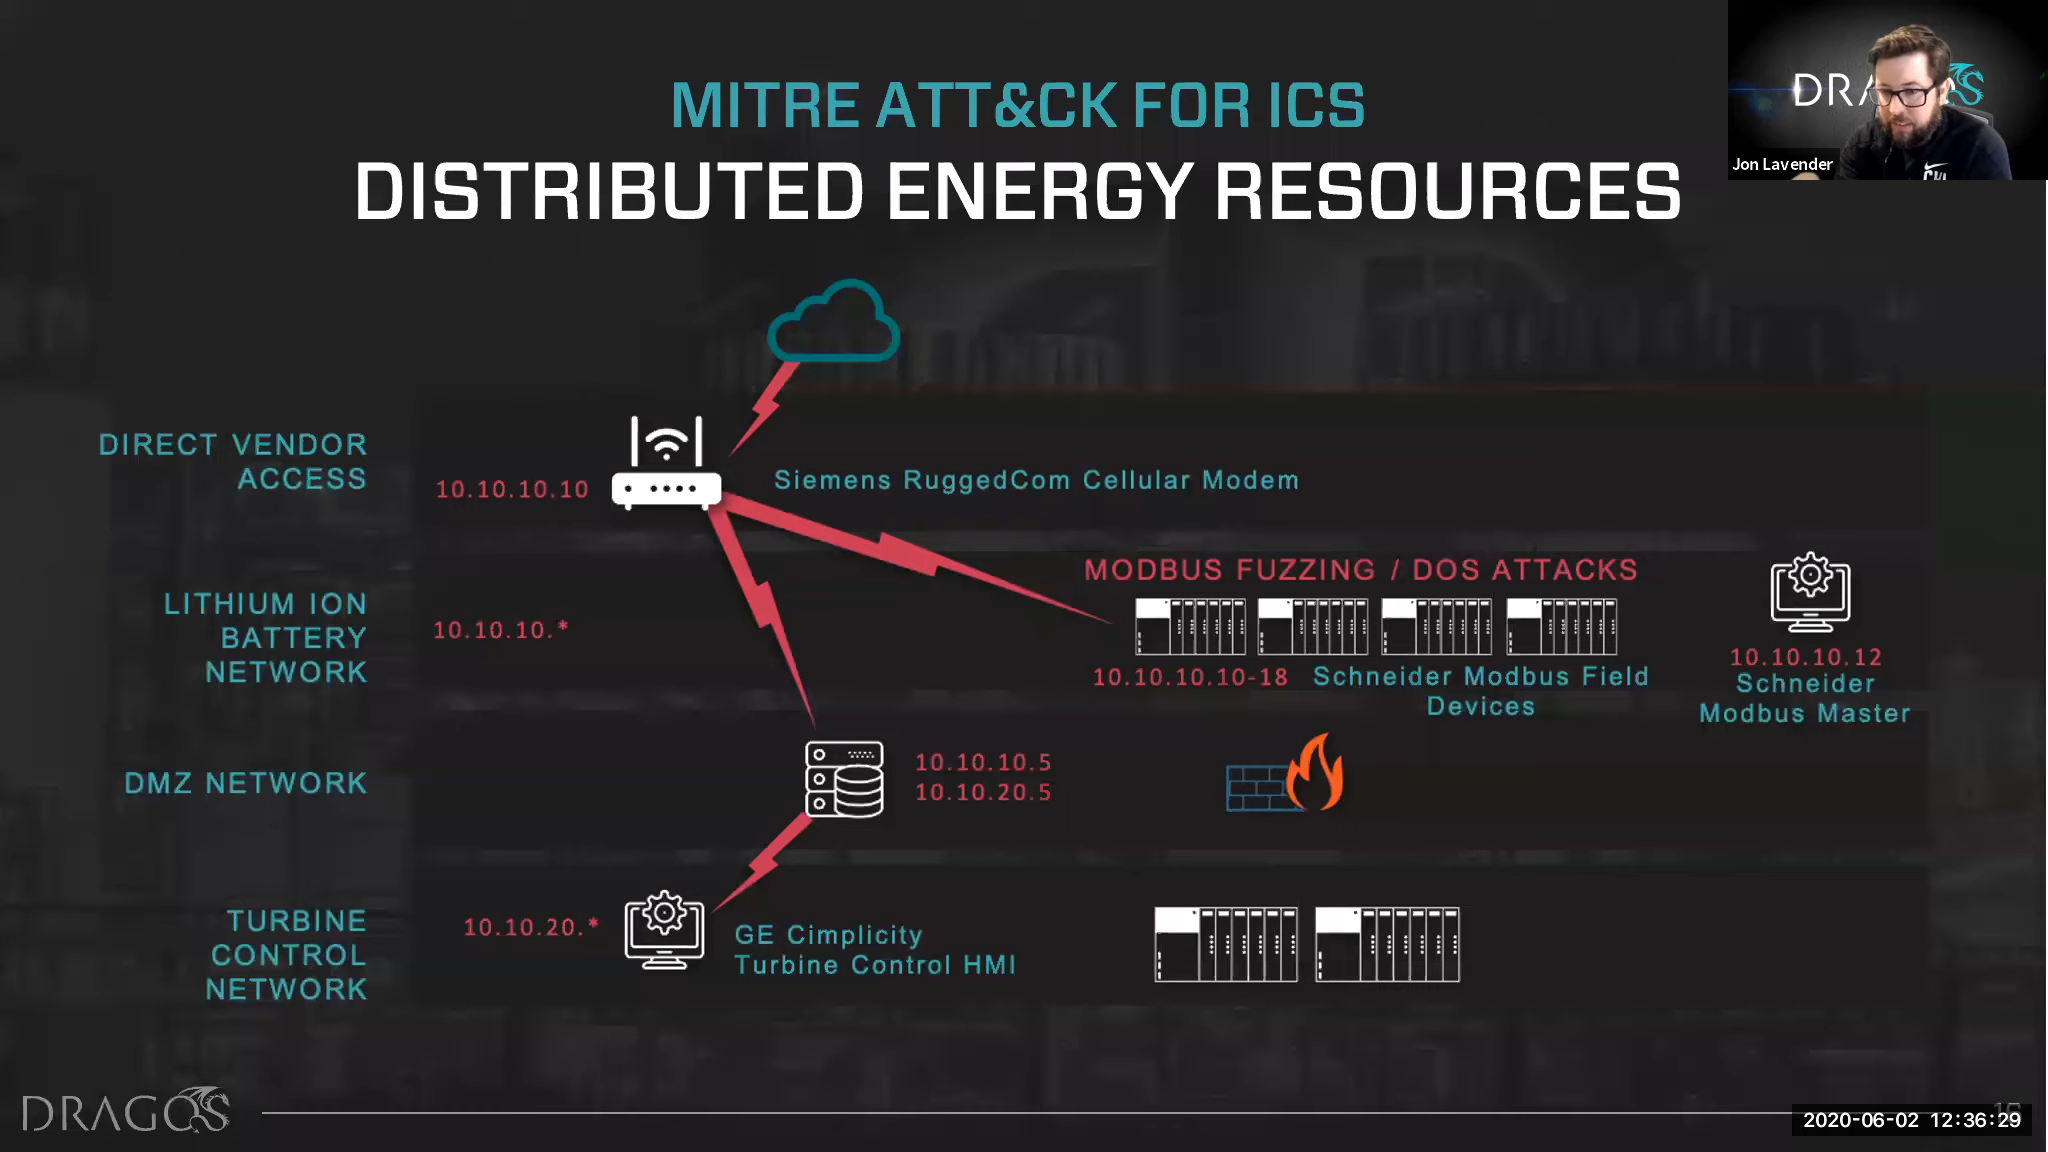 MITRE ATT&CK FOR ICS
DISTRIBUTED ENERGY RESOURCES
Jon Lavender
DIRECT VENDOR
ACCESS
10.10.10.10
Siemens RuggedCom Cellular Modem
MODBUS FUZZING / DOS ATTACKS
LITHIUM ION
BATTERY
NETWORK
10.10.10.*
10.10.10.10-18
Schneider Modbus Field
Devices
10.10.10.12
Schneider
Modbus Master
DMZ NETWORK
10.10.10.5
10.10.20.5
TURBINE
CONTROL
NETWORK
10.10.20.*
GE Cimplicity
Turbine Control HMI
DRAGOS
2020-06-02 12:36:29